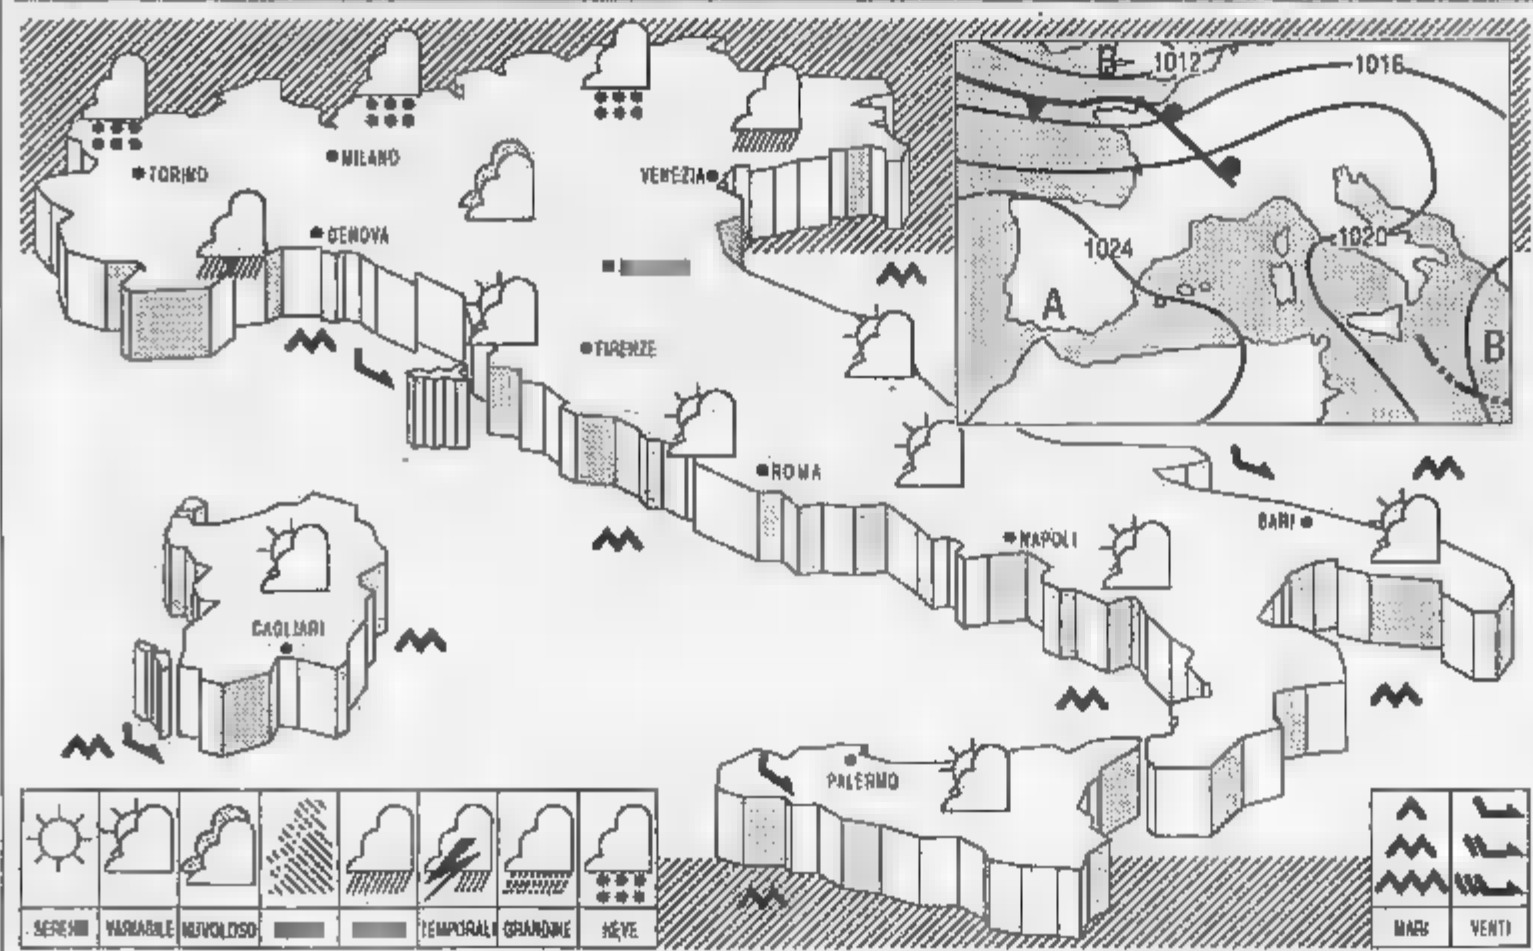 B 1012
1016
TORINO
MILANO
VENEZIA
GENOVA
1020
1024
A
B
FIRENZE
ROMA
BARI
NAPOLI
CAGLIARI
PALERMO
VARIABILE NUVOLOSO TEMPORALI GRANDINE NEVE
MARI VENTI